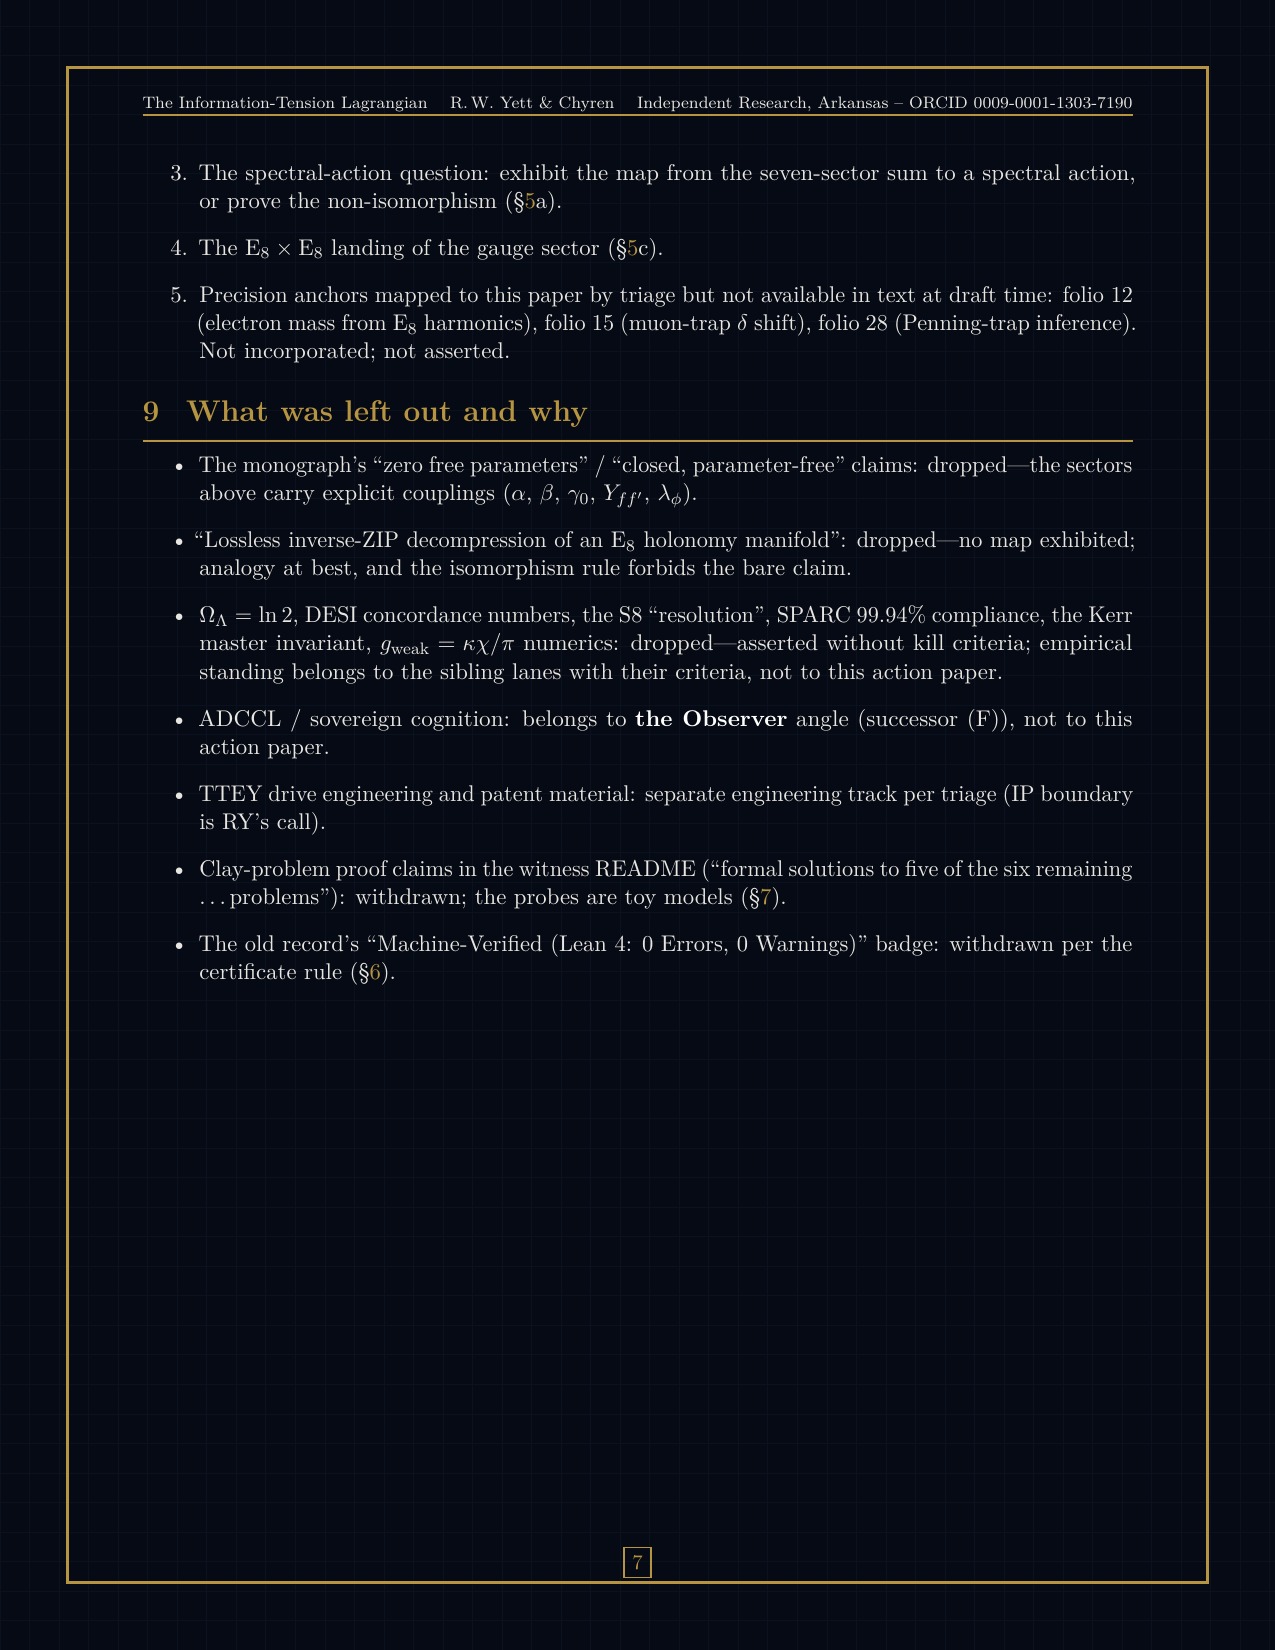 The Information-Tension Lagrangian R. W. Yett & Chyren Independent Research, Arkansas – ORCID 0009-0001-1303-7190
3. The spectral-action question: exhibit the map from the seven-sector sum to a spectral action,
or prove the non-isomorphism (§5a).
4. The E₈ × E₈ landing of the gauge sector (§5c).
5. Precision anchors mapped to this paper by triage but not available in text at draft time: folio 12
(electron mass from E₈ harmonics), folio 15 (muon-trap δ shift), folio 28 (Penning-trap inference).
Not incorporated; not asserted.
9 What was left out and why
• The monograph’s “zero free parameters” / “closed, parameter-free” claims: dropped—the sectors
above carry explicit couplings (α, β, γ₀, Y_{ff′}, λ_ϕ).
• “Lossless inverse-ZIP decompression of an E₈ holonomy manifold”: dropped—no map exhibited;
analogy at best, and the isomorphism rule forbids the bare claim.
• Ω_Λ = ln 2, DESI concordance numbers, the S8 “resolution”, SPARC 99.94% compliance, the Kerr
master invariant, g_weak = κχ/π numerics: dropped—asserted without kill criteria; empirical
standing belongs to the sibling lanes with their criteria, not to this action paper.
• ADCCL / sovereign cognition: belongs to the Observer angle (successor (F)), not to this
action paper.
• TTEY drive engineering and patent material: separate engineering track per triage (IP boundary
is RY’s call).
• Clay-problem proof claims in the witness README (“formal solutions to five of the six remaining
…problems”): withdrawn; the probes are toy models (§7).
• The old record’s “Machine-Verified (Lean 4: 0 Errors, 0 Warnings)” badge: withdrawn per the
certificate rule (§6).
7